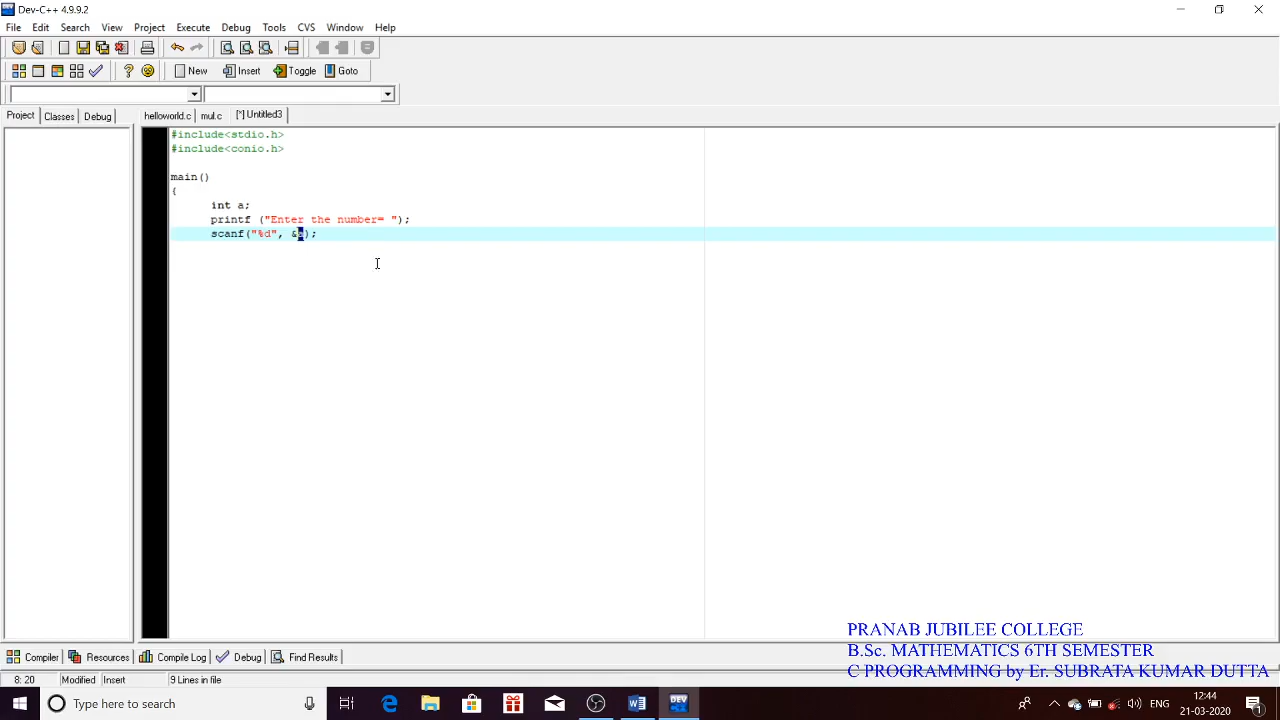 Dev-C++ 4.9.9.2
File Edit Search View Project Execute Debug Tools CVS Window Help
New Insert Toggle Goto
Project Classes Debug helloworld.c mul.c [*] Untitled3
#include<stdio.h>
#include<conio.h>
main()
{
int a;
printf ("Enter the number= ");
scanf("%d", &a);
PRANAB JUBILEE COLLEGE
B.Sc. MATHEMATICS 6TH SEMESTER
C PROGRAMMING by Er. SUBRATA KUMAR DUTTA
Compiler Resources Compile Log Debug Find Results
8: 20 Modified Insert 9 Lines in file
Type here to search DEV ENG 12:44
21-03-2020